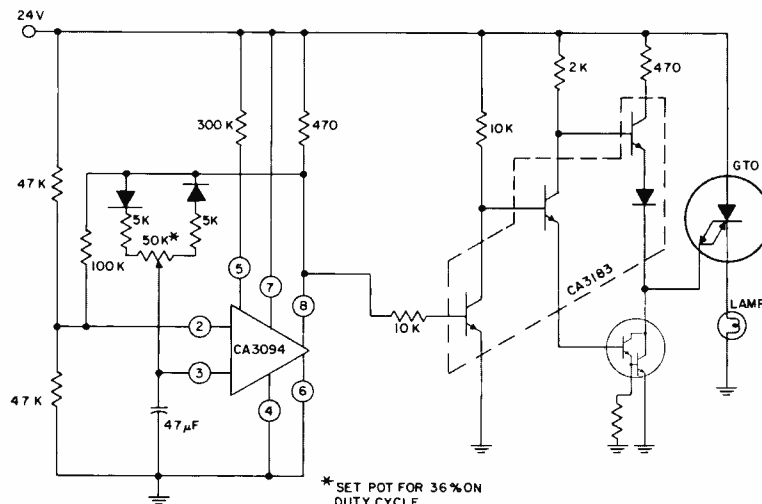 24V
2K
470
300K
470
10K
GTO
47K
5K
5K
50K*
100K
5
7
8
CA3183
2
CA3094
10K
LAMP
3
6
4
47K
47µF
* SET POT FOR 36% ON
DUTY CYCLE